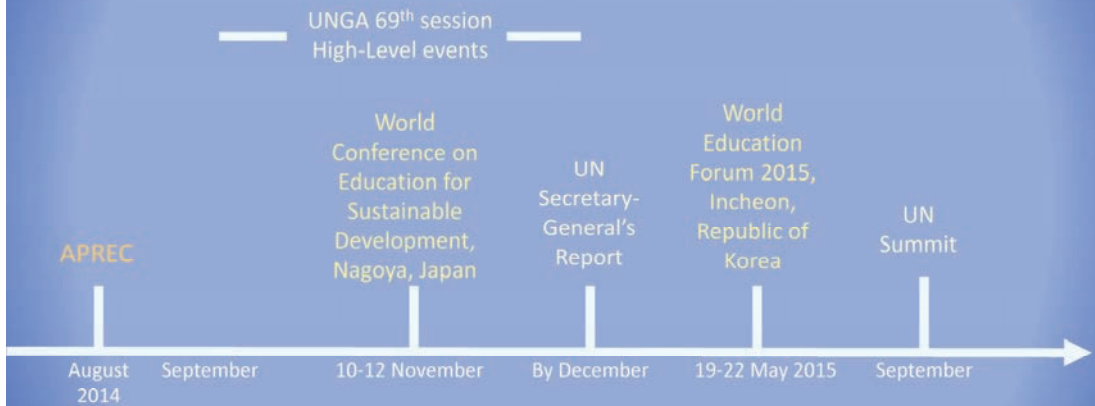 UNGA 69th session
High-Level events
World
Conference on
Education for
Sustainable
Development,
Nagoya, Japan
World
Education
Forum 2015,
Incheon,
Republic of
Korea
UN
Secretary-
General's
Report
UN
Summit
APREC
August
2014
September
10-12 November
By December
19-22 May 2015
September